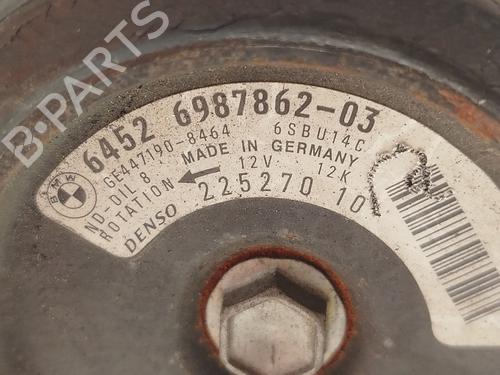 B-PARTS
6452 6987862-03
BMW
GE447190-8464 6SBU14C
MADE IN GERMANY
ND-OIL 8 12V 12K
ROTATION
225270 10
DENSO